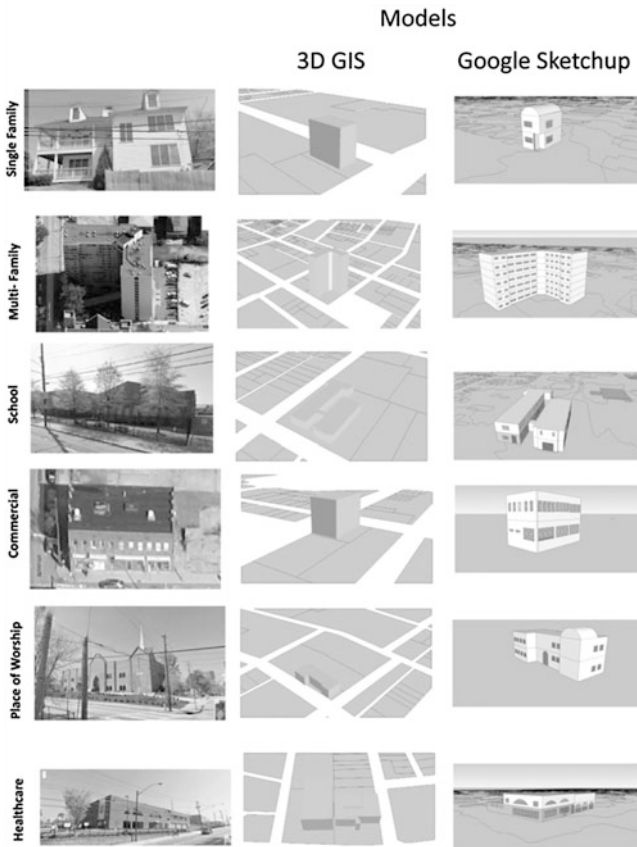 Models
3D GIS
Google Sketchup
Single Family
Multi- Family
School
Commercial
Place of Worship
Healthcare